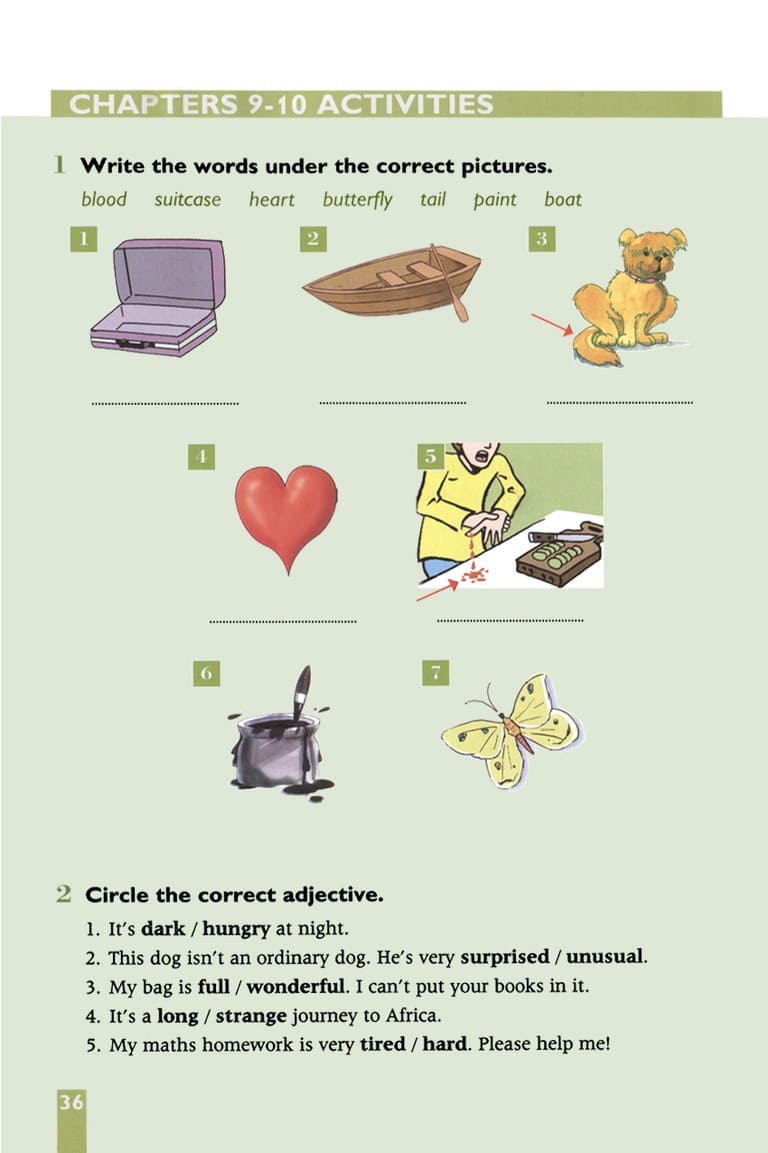 CHAPTERS 9-10 ACTIVITIES
1 Write the words under the correct pictures.
blood suitcase heart butterfly tail paint boat
1 2 3
4 5
6 7
2 Circle the correct adjective.
1. It's dark / hungry at night.
2. This dog isn't an ordinary dog. He's very surprised / unusual.
3. My bag is full / wonderful. I can't put your books in it.
4. It's a long / strange journey to Africa.
5. My maths homework is very tired / hard. Please help me!
36